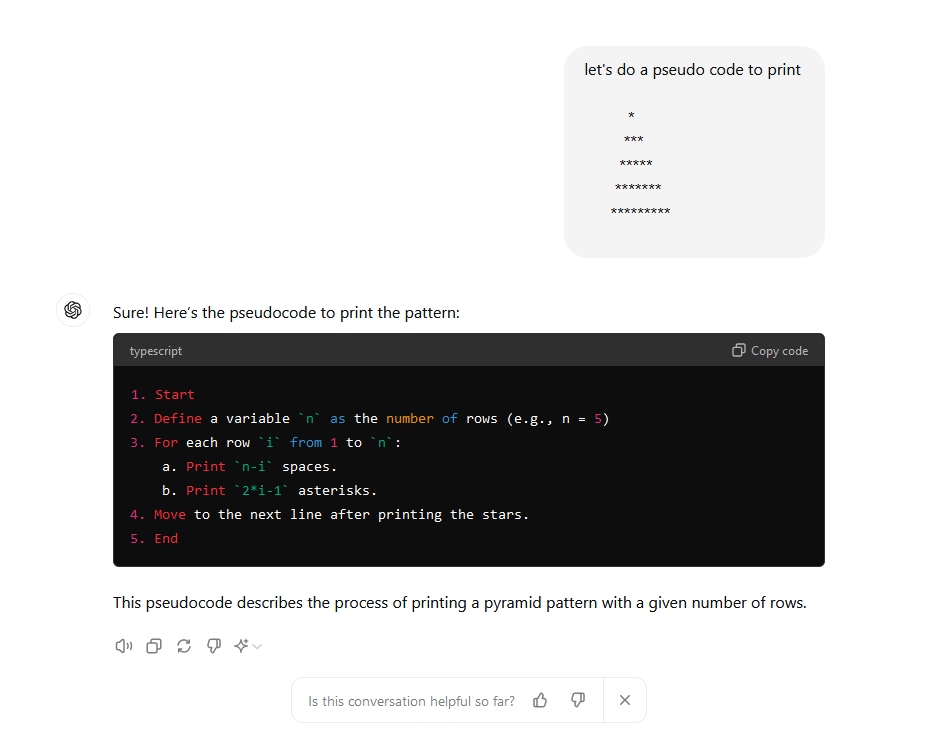 let's do a pseudo code to print
*
***
*****
*******
*********
Sure! Here’s the pseudocode to print the pattern:
typescript
Copy code
1. Start
2. Define a variable `n` as the number of rows (e.g., n = 5)
3. For each row `i` from 1 to `n`:
a. Print `n-i` spaces.
b. Print `2*i-1` asterisks.
4. Move to the next line after printing the stars.
5. End
This pseudocode describes the process of printing a pyramid pattern with a given number of rows.
Is this conversation helpful so far?